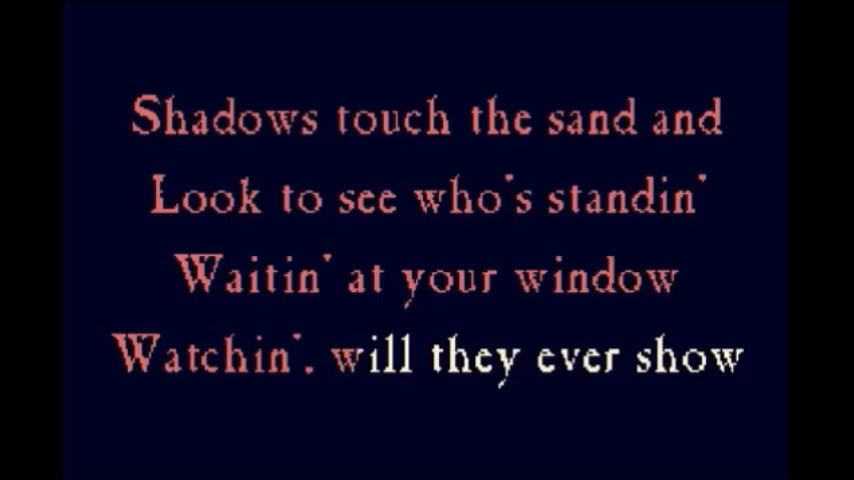 Shadows touch the sand and
Look to see who's standin'
Waitin' at your window
Watchin'. will they ever show